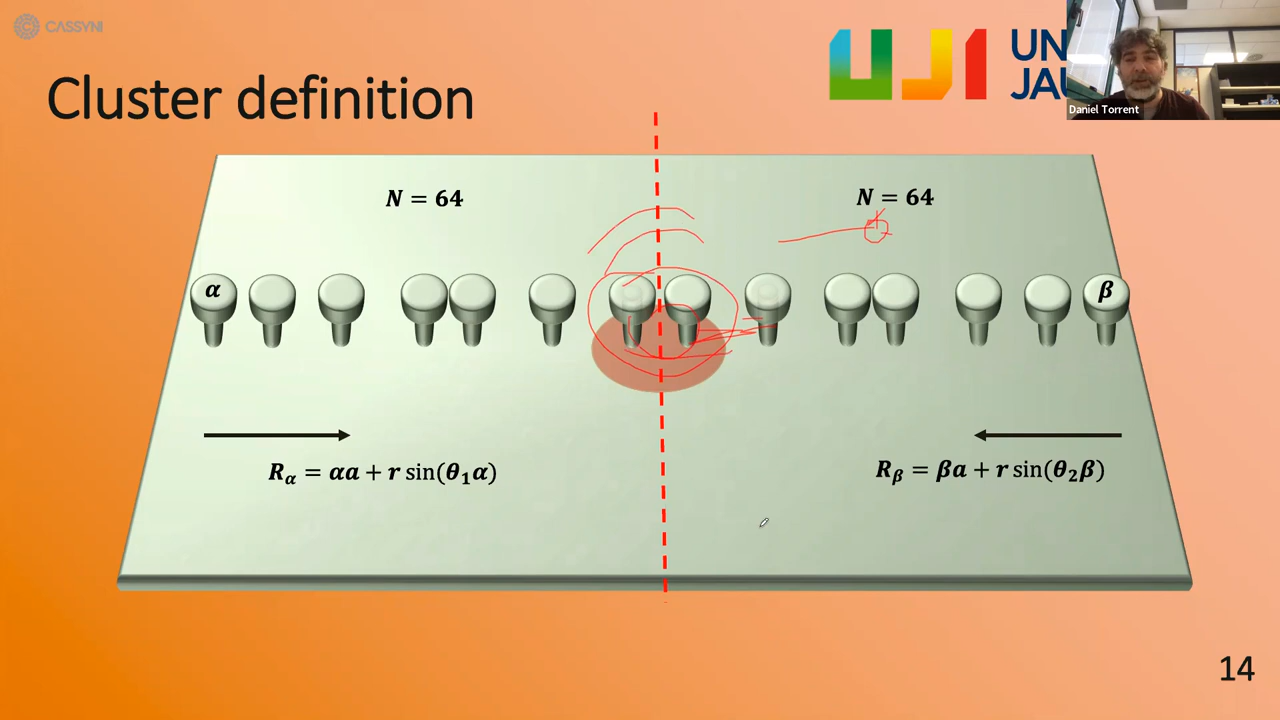 CASSYNI
UJI UN
JAU
Daniel Torrent
Cluster definition
N = 64
N = 64
α
β
R_α = αa + r sin(θ₁α)
R_β = βa + r sin(θ₂β)
14